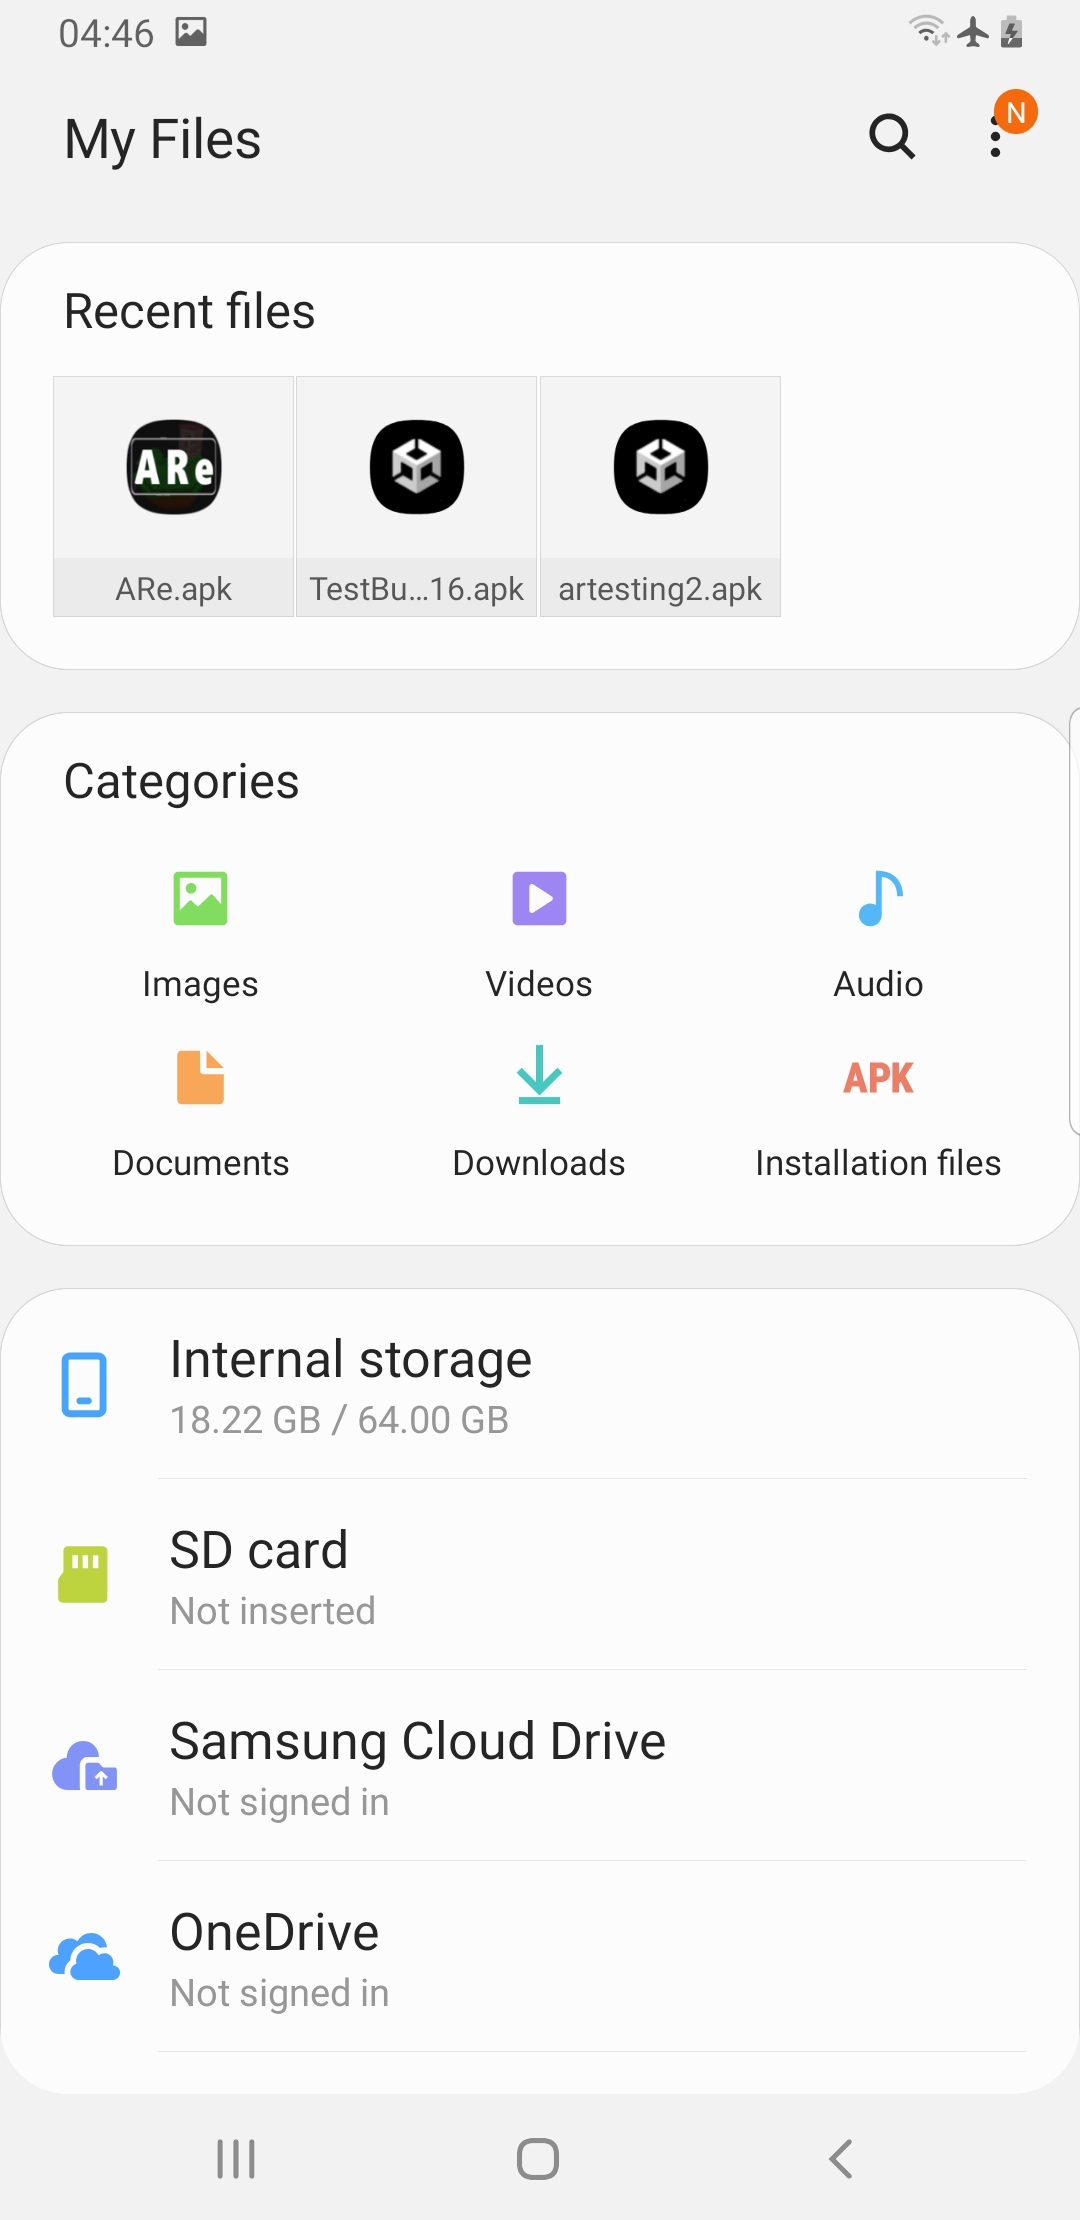 04:46
My Files
N
Recent files
ARe
ARe.apk
TestBu...16.apk
artesting2.apk
Categories
Images
Videos
Audio
APK
Documents
Downloads
Installation files
Internal storage
18.22 GB / 64.00 GB
SD card
Not inserted
Samsung Cloud Drive
Not signed in
OneDrive
Not signed in